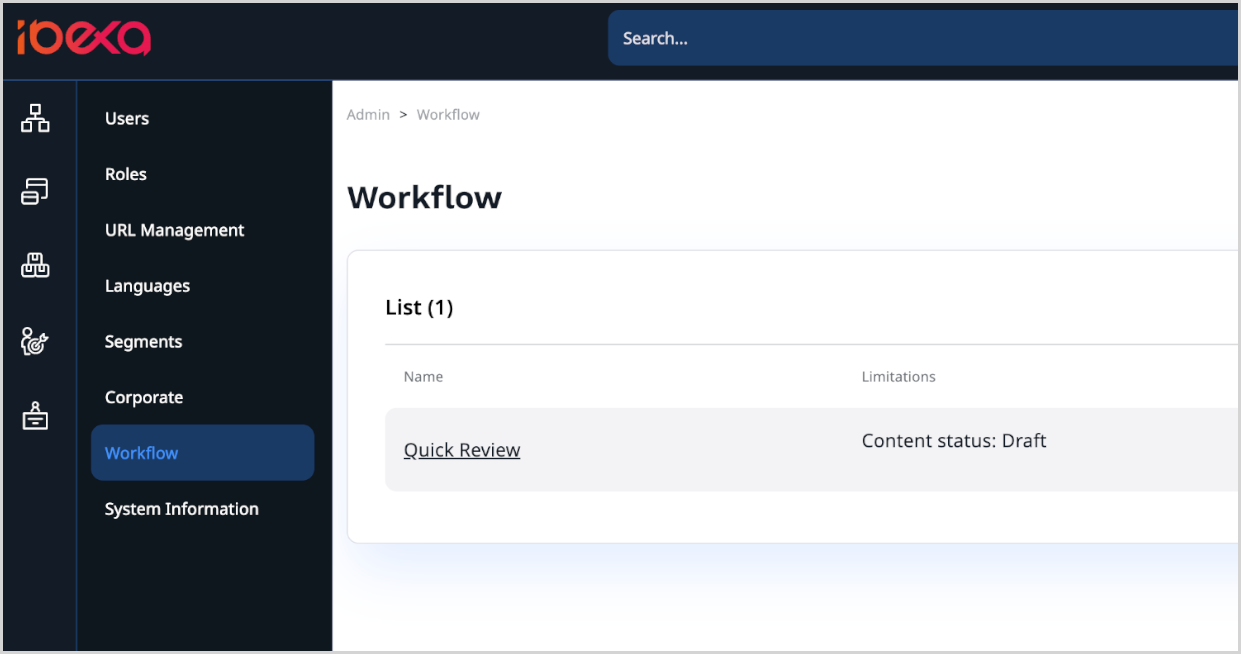 ibexa
Search...
Users
Roles
URL Management
Languages
Segments
Corporate
Workflow
System Information
Admin > Workflow
Workflow
List (1)
Name Limitations
Quick Review Content status: Draft